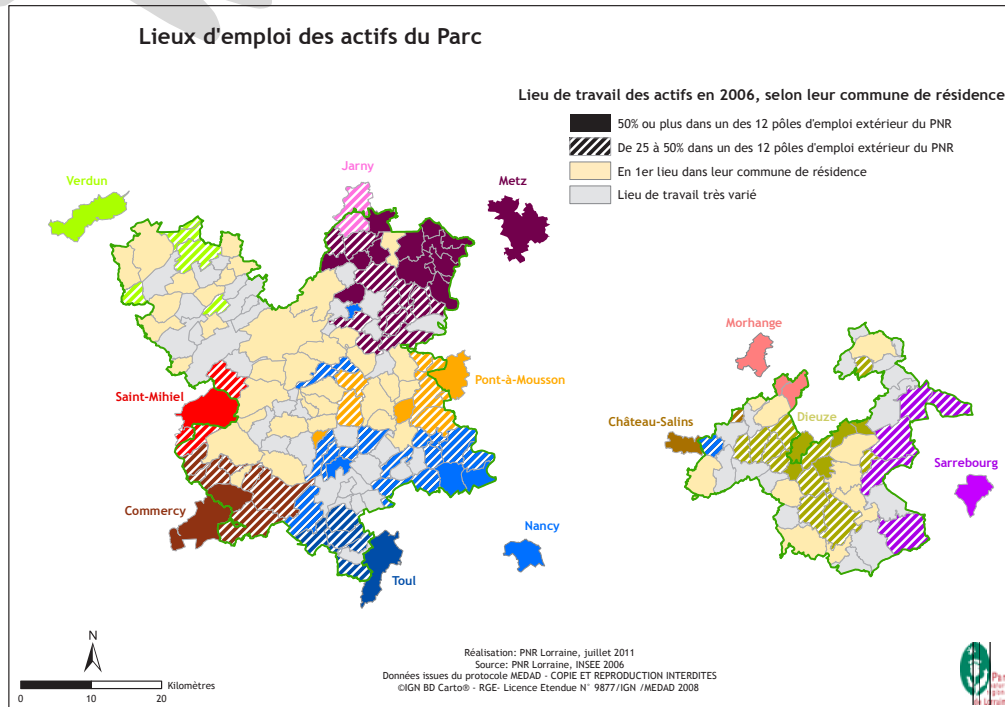 Lieux d'emploi des actifs du Parc
Lieu de travail des actifs en 2006, selon leur commune de résidence
50% ou plus dans un des 12 pôles d'emploi extérieur du PNR
De 25 à 50% dans un des 12 pôles d'emploi extérieur du PNR
En 1er lieu dans leur commune de résidence
Lieu de travail très varié
Jarny
Metz
Verdun
Morhange
Pont-à-Mousson
Saint-Mihiel
Château-Salins
Dieuze
Sarrebourg
Commercy
Nancy
Toul
N
Kilomètres
0 10 20
Réalisation: PNR Lorraine, juillet 2011
Source: PNR Lorraine, INSEE 2006
Données issues du protocole MEDAD - COPIE ET REPRODUCTION INTERDITES
©IGN BD Carto® - RGE- Licence Etendue N° 9877/IGN /MEDAD 2008
Par
naturel
régional
de Lorraine